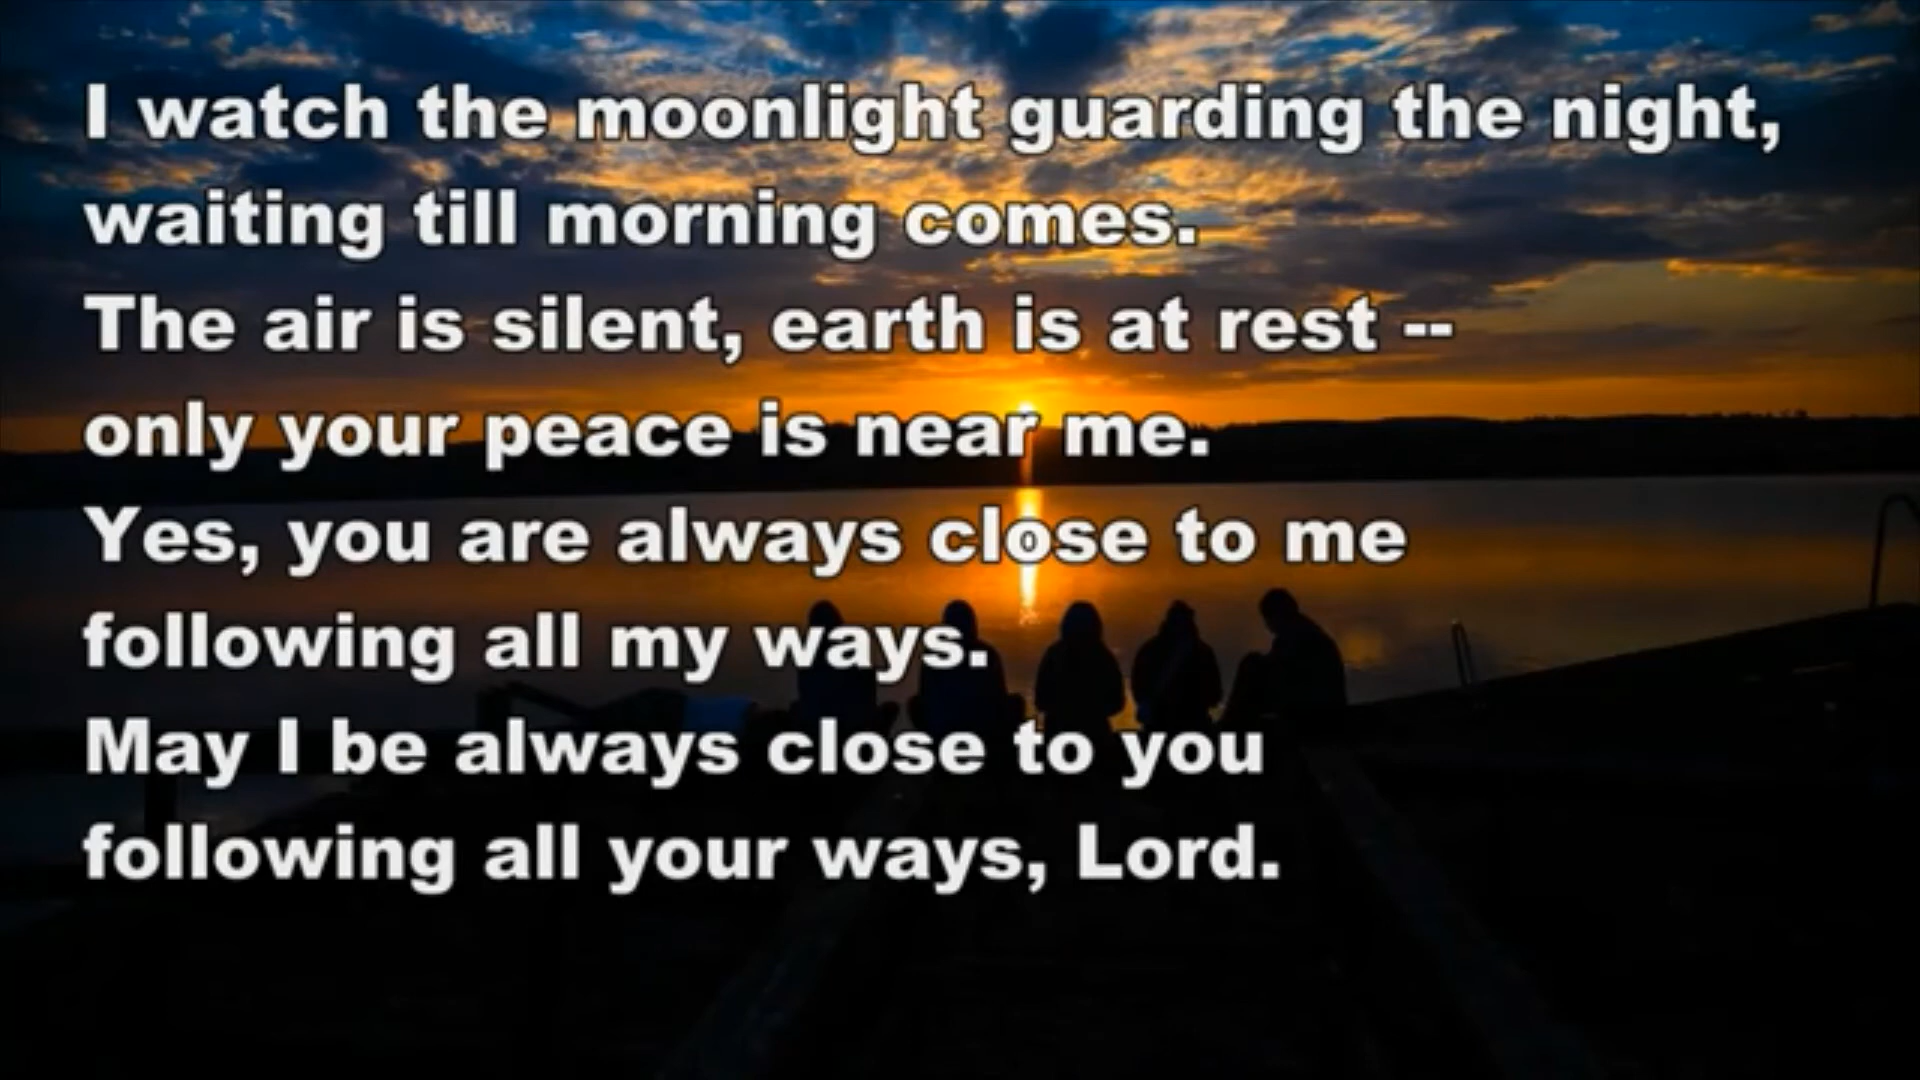 I watch the moonlight guarding the night,
waiting till morning comes.
The air is silent, earth is at rest --
only your peace is near me.
Yes, you are always close to me
following all my ways.
May I be always close to you
following all your ways, Lord.